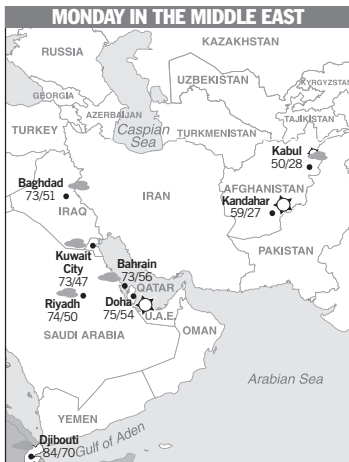 MONDAY IN THE MIDDLE EAST
KAZAKHSTAN
RUSSIA
UZBEKISTAN
KYRGYZSTAN
GEORGIA
AZERBAIJAN
TAJIKISTAN
TURKEY
Caspian
Sea
TURKMENISTAN
Kabul
50/28
Baghdad
73/51
IRAN
AFGHANISTAN
Kandahar
59/27
IRAQ
PAKISTAN
Kuwait
City
73/47
Bahrain
73/56
QATAR
Riyadh
74/50
Doha
75/54
U.A.E.
SAUDI ARABIA
OMAN
Arabian Sea
YEMEN
Djibouti
84/70
Gulf of Aden